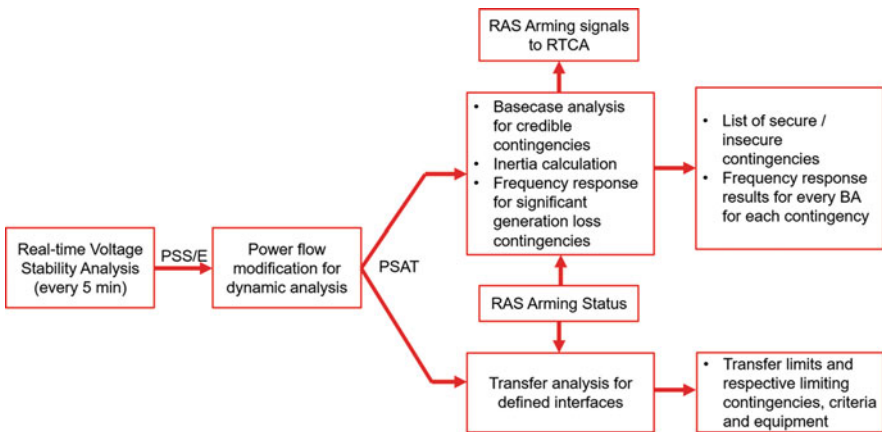 RAS Arming signals
to RTCA
• Basecase analysis
for credible
contingencies
• Inertia calculation
• Frequency response
for significant
generation loss
contingencies
• List of secure /
insecure
contingencies
• Frequency response
results for every BA
for each contingency
Real-time Voltage
Stability Analysis
(every 5 min)
PSS/E
Power flow
modification for
dynamic analysis
PSAT
RAS Arming Status
Transfer analysis for
defined interfaces
• Transfer limits and
respective limiting
contingencies, criteria
and equipment